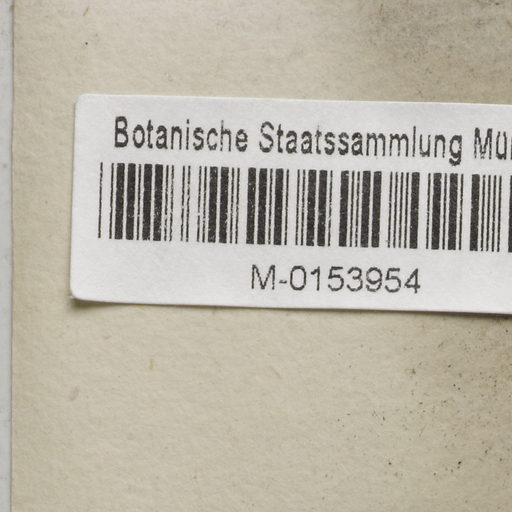 Botanische Staatssammlung Mü
M-0153954